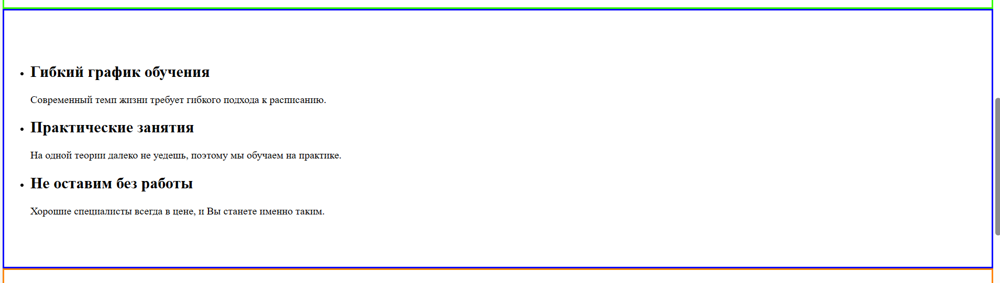 Гибкий график обучения
Современный темп жизни требует гибкого подхода к расписанию.
Практические занятия
На одной теории далеко не уедешь, поэтому мы обучаем на практике.
Не оставим без работы
Хорошие специалисты всегда в цене, и Вы станете именно таким.